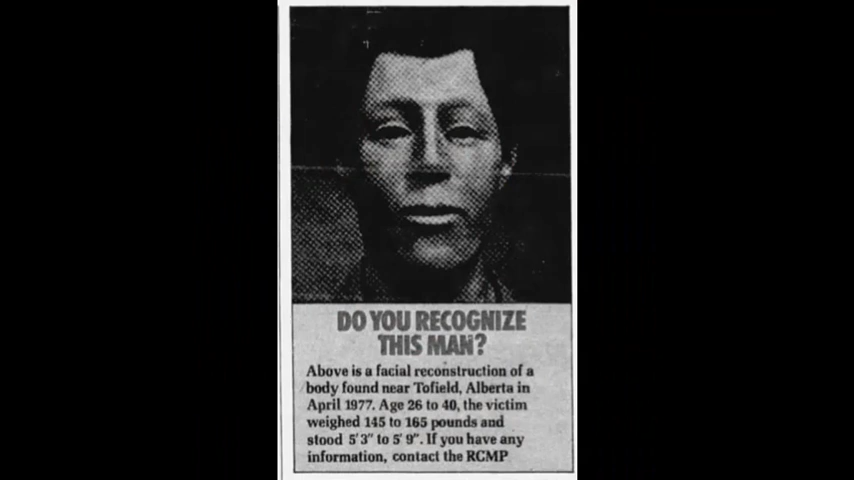 DO YOU RECOGNIZE
THIS MAN?
Above is a facial reconstruction of a
body found near Tofield, Alberta in
April 1977. Age 26 to 40, the victim
weighed 145 to 165 pounds and
stood 5'3" to 5'9". If you have any
information, contact the RCMP